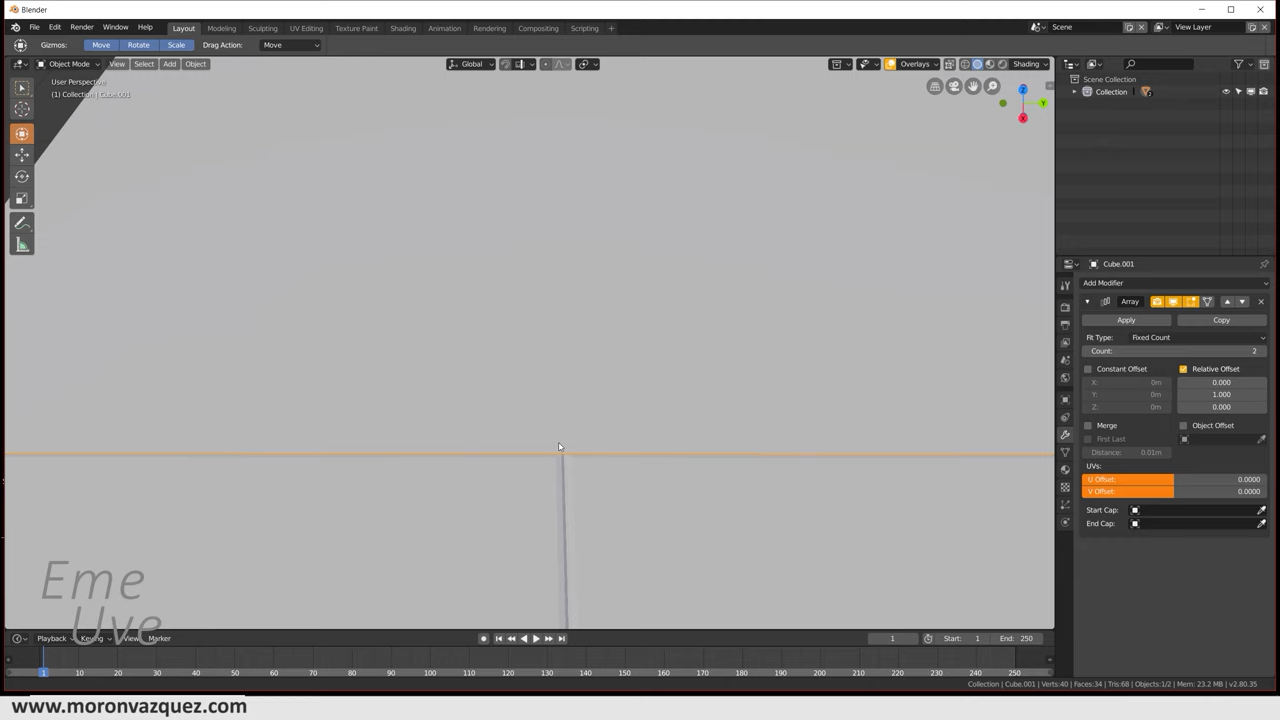 Blender
File Edit Render Window Help Layout Modeling Sculpting UV Editing Texture Paint Shading Animation Rendering Compositing Scripting + Scene View Layer
Gizmos: Move Rotate Scale Drag Action: Move
Object Mode View Select Add Object Global Overlays Shading
User Perspective
(1) Collection | Cube.001
Z
Y
X
Scene Collection
Collection
2
Cube.001
Add Modifier
Array
Apply Copy
Fit Type: Fixed Count
Count: 2
Constant Offset Relative Offset
X: 0m 0.000
Y: 0m 1.000
Z: 0m 0.000
Merge Object Offset
First Last
Distance: 0.01m
UVs:
U Offset: 0.0000
V Offset: 0.0000
Start Cap:
End Cap:
Eme
Uve
Playback Keying View Marker 1 Start: 1 End: 250
1 10 20 30 40 50 60 70 80 90 100 110 120 130 140 150 160 170 180 190 200 210 220 230 240 250
Collection | Cube.001 | Verts:40 | Faces:34 | Tris:68 | Objects:1/2 | Mem: 23.2 MB | v2.80.35
www.moronvazquez.com